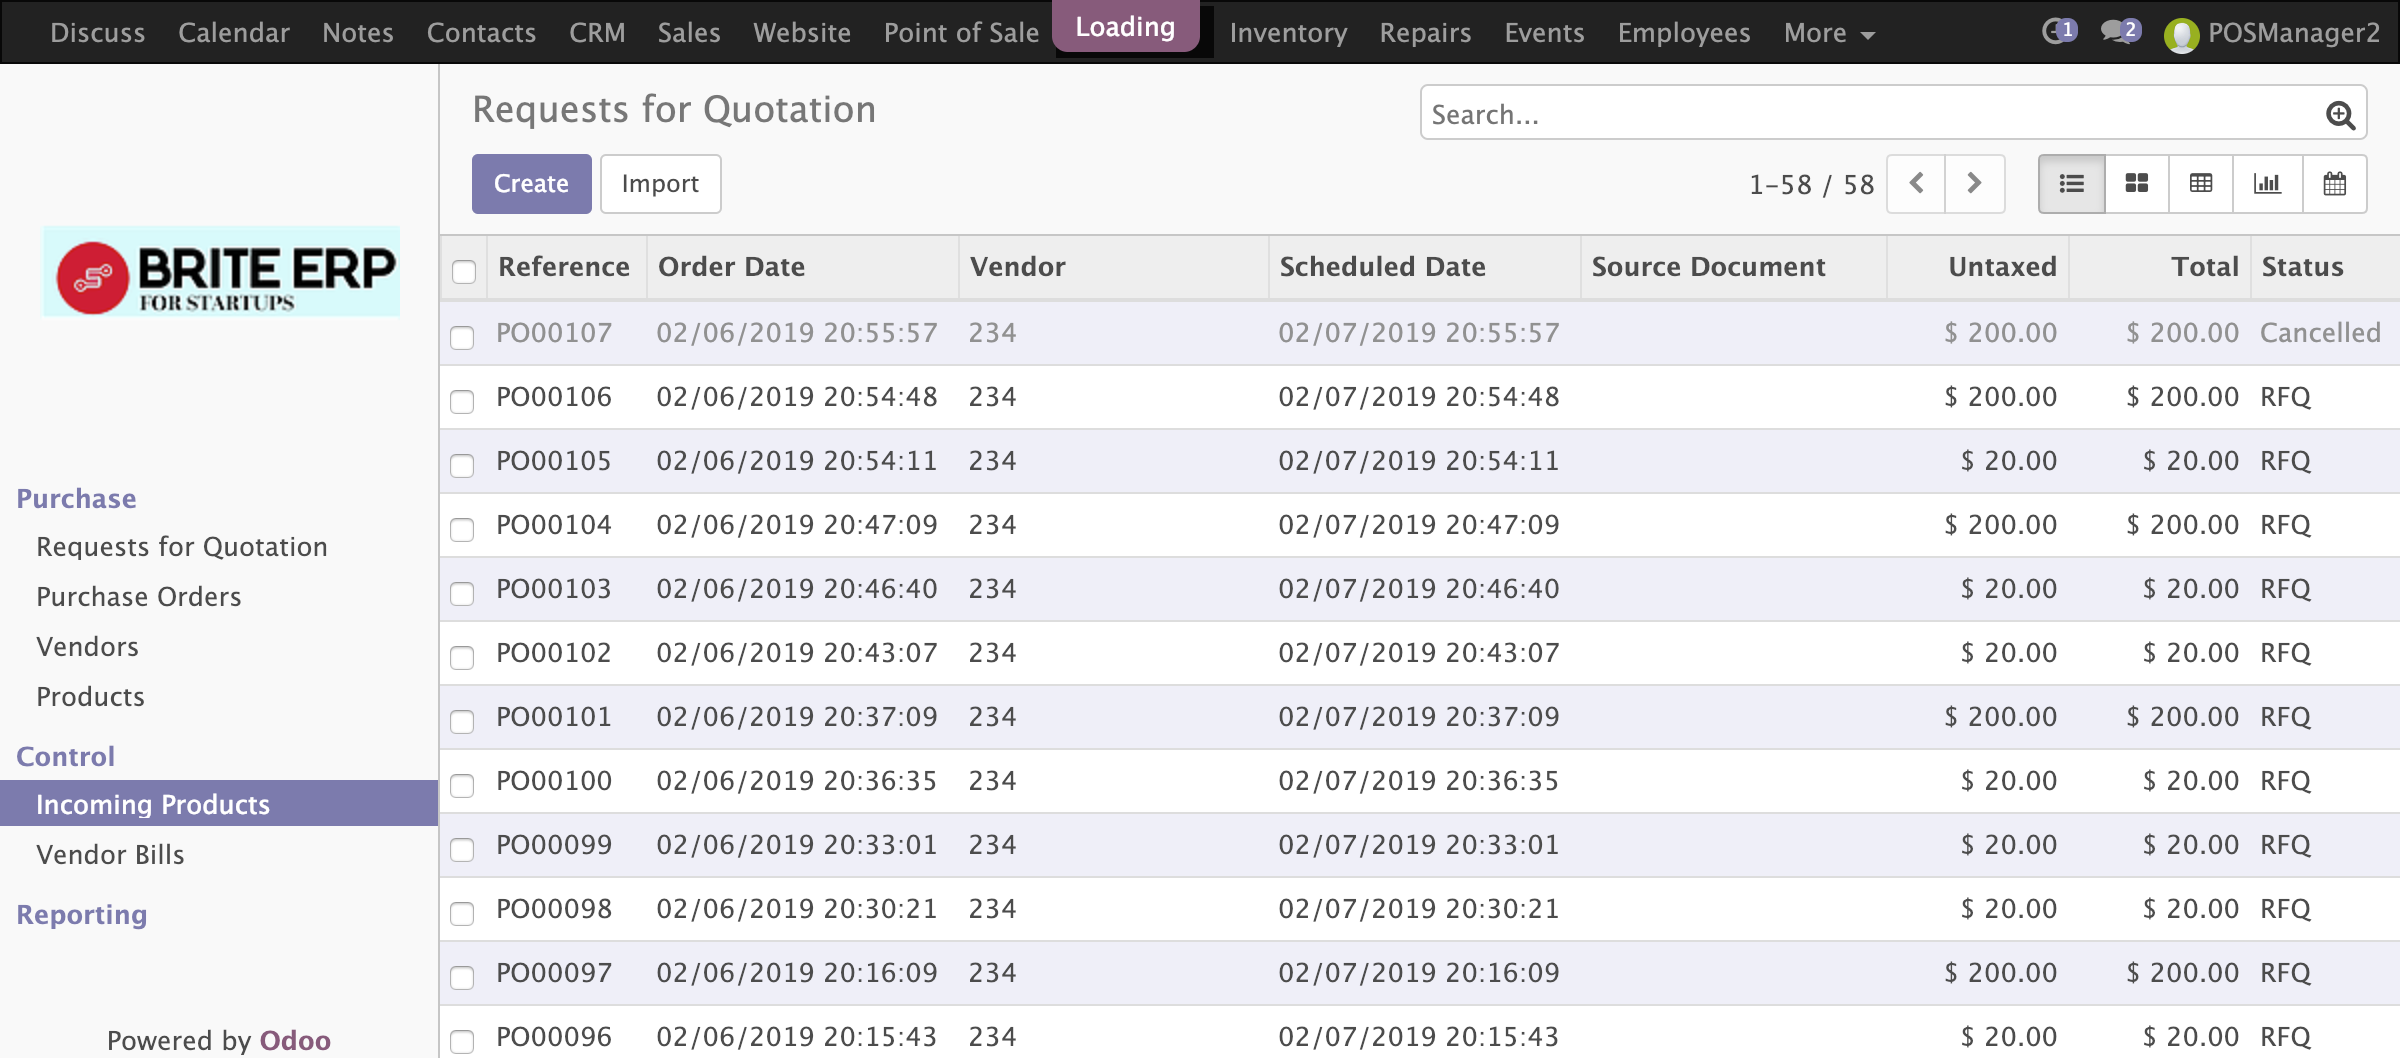 Discuss Calendar Notes Contacts CRM Sales Website Point of Sale Loading Inventory Repairs Events Employees More 1 2 POSManager2
Requests for Quotation
Search...
Create Import 1-58 / 58
BRITE ERP
FOR STARTUPS
Purchase
Requests for Quotation
Purchase Orders
Vendors
Products
Control
Incoming Products
Vendor Bills
Reporting
Powered by Odoo
Reference Order Date Vendor Scheduled Date Source Document Untaxed Total Status
PO00107 02/06/2019 20:55:57 234 02/07/2019 20:55:57 $ 200.00 $ 200.00 Cancelled
PO00106 02/06/2019 20:54:48 234 02/07/2019 20:54:48 $ 200.00 $ 200.00 RFQ
PO00105 02/06/2019 20:54:11 234 02/07/2019 20:54:11 $ 20.00 $ 20.00 RFQ
PO00104 02/06/2019 20:47:09 234 02/07/2019 20:47:09 $ 200.00 $ 200.00 RFQ
PO00103 02/06/2019 20:46:40 234 02/07/2019 20:46:40 $ 20.00 $ 20.00 RFQ
PO00102 02/06/2019 20:43:07 234 02/07/2019 20:43:07 $ 20.00 $ 20.00 RFQ
PO00101 02/06/2019 20:37:09 234 02/07/2019 20:37:09 $ 200.00 $ 200.00 RFQ
PO00100 02/06/2019 20:36:35 234 02/07/2019 20:36:35 $ 20.00 $ 20.00 RFQ
PO00099 02/06/2019 20:33:01 234 02/07/2019 20:33:01 $ 20.00 $ 20.00 RFQ
PO00098 02/06/2019 20:30:21 234 02/07/2019 20:30:21 $ 20.00 $ 20.00 RFQ
PO00097 02/06/2019 20:16:09 234 02/07/2019 20:16:09 $ 200.00 $ 200.00 RFQ
PO00096 02/06/2019 20:15:43 234 02/07/2019 20:15:43 $ 20.00 $ 20.00 RFQ